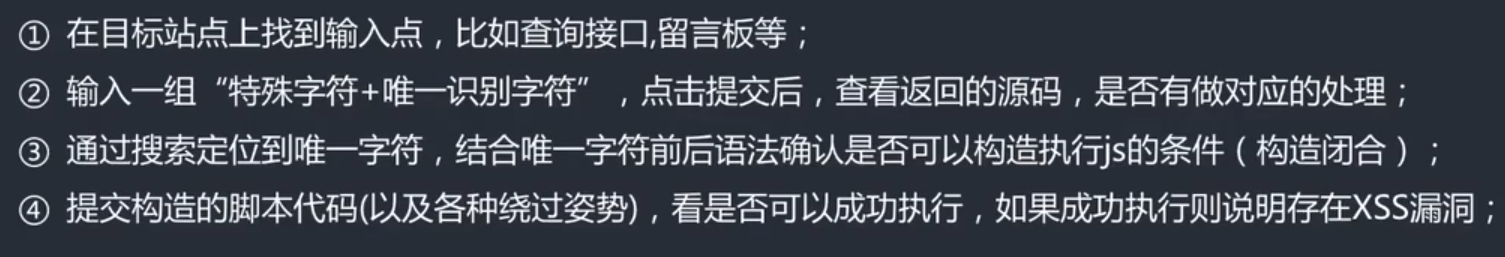 ① 在目标站点上找到输入点，比如查询接口,留言板等；
② 输入一组“特殊字符+唯一识别字符”，点击提交后，查看返回的源码，是否有做对应的处理；
③ 通过搜索定位到唯一字符，结合唯一字符前后语法确认是否可以构造执行js的条件（构造闭合）；
④ 提交构造的脚本代码(以及各种绕过姿势)，看是否可以成功执行，如果成功执行则说明存在XSS漏洞；